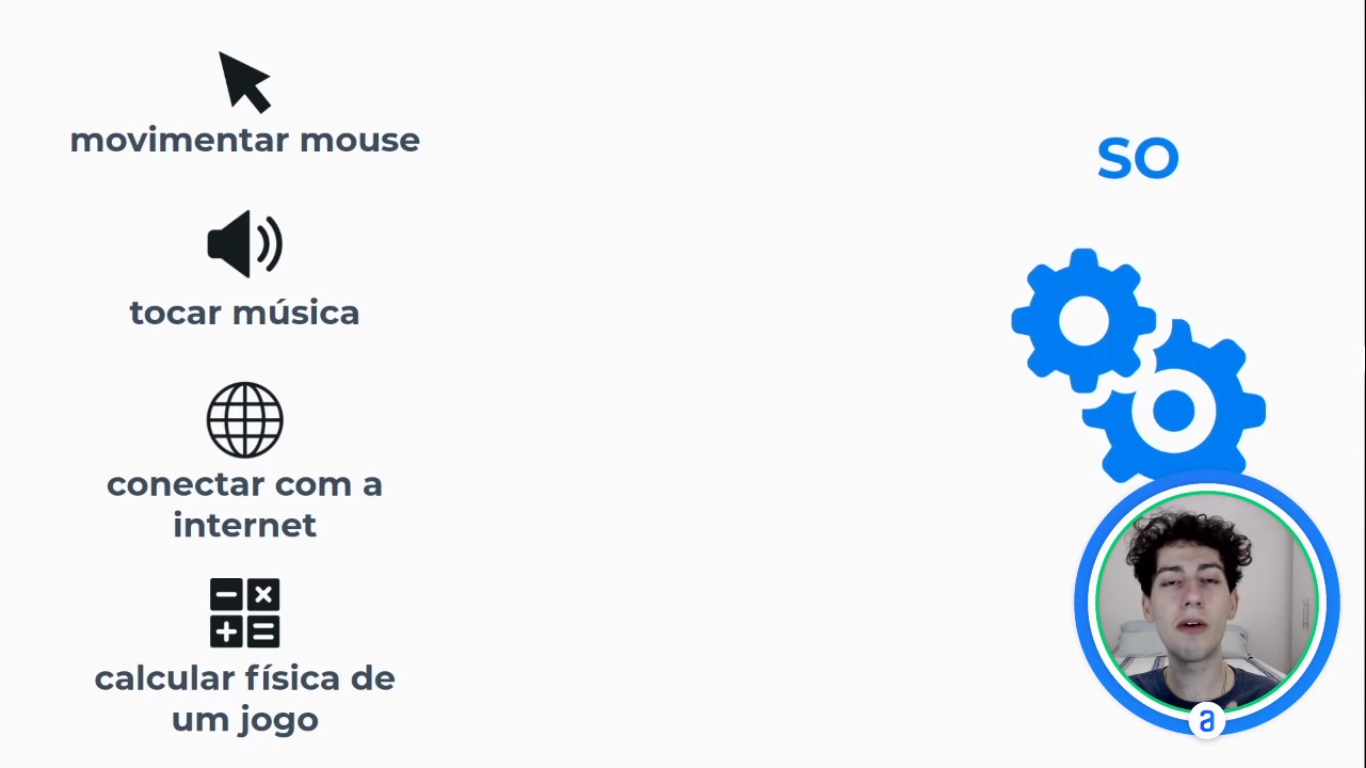 movimentar mouse
SO
tocar música
conectar com a
internet
calcular física de
um jogo
a